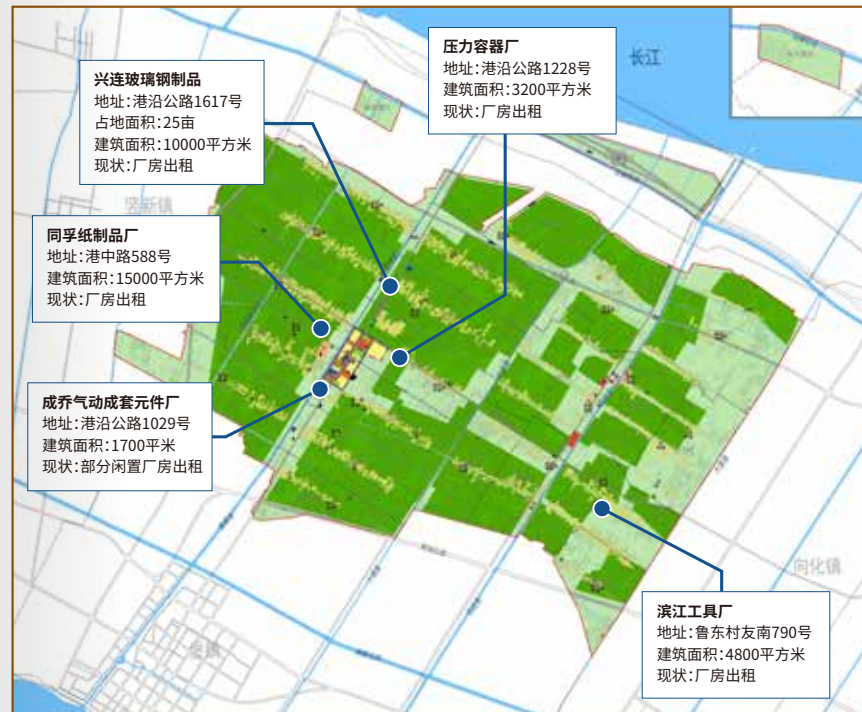 兴连玻璃钢制品
地址:港沿公路1617号
占地面积:25亩
建筑面积:10000平方米
现状:厂房出租
压力容器厂
地址:港沿公路1228号
建筑面积:3200平方米
现状:厂房出租
长江
竖新镇
同孚纸制品厂
地址:港中路588号
建筑面积:15000平方米
现状:厂房出租
成乔气动成套元件厂
地址:港沿公路1029号
建筑面积:1700平米
现状:部分闲置厂房出租
向化镇
滨江工具厂
地址:鲁东村友南790号
建筑面积:4800平方米
现状:厂房出租